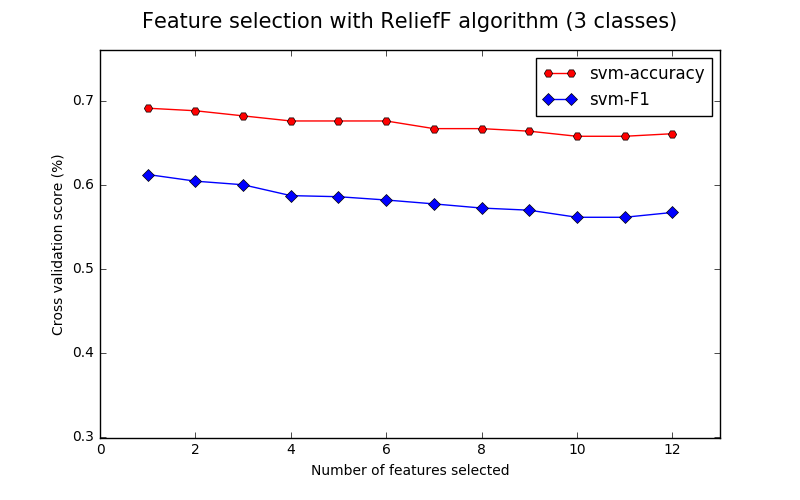 Feature selection with ReliefF algorithm (3 classes)
svm-accuracy
svm-F1
Cross validation score (%)
0.7
0.6
0.5
0.4
0.3
0 2 4 6 8 10 12
Number of features selected